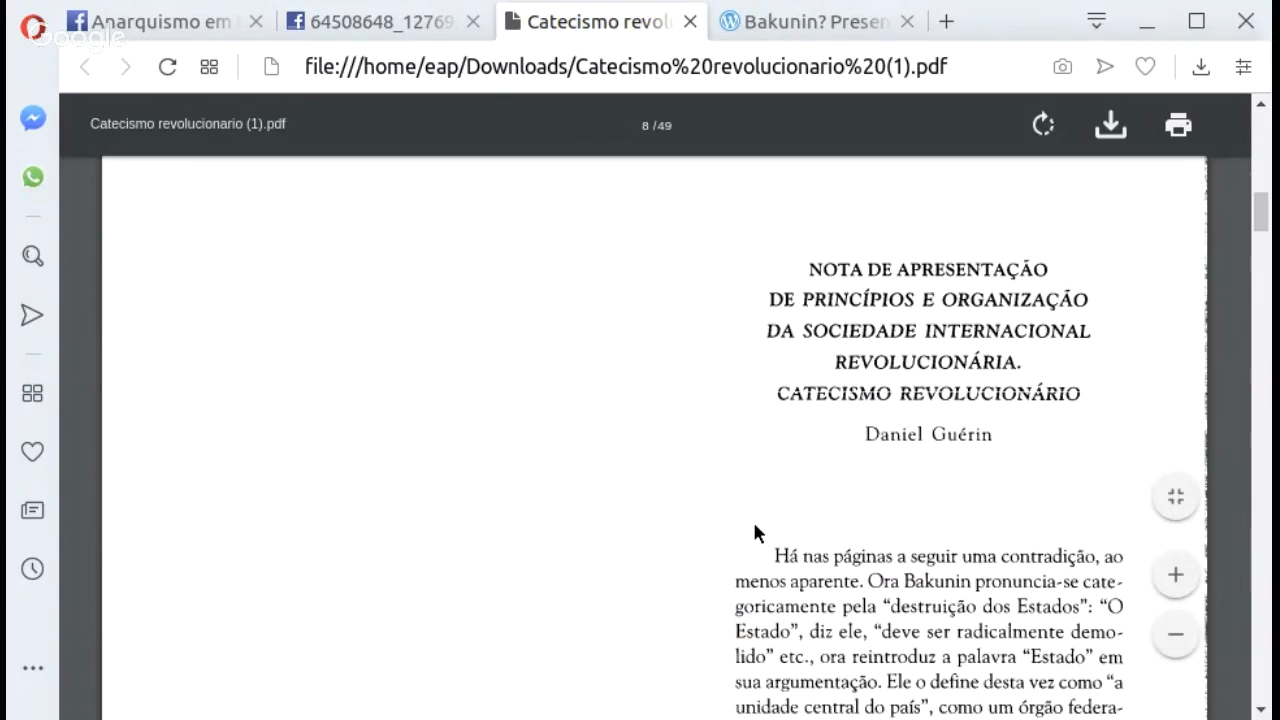 Anarquismo em
64508648_12769
Catecismo revol
Bakunin? Presen
Google
file:///home/eap/Downloads/Catecismo%20revolucionario%20(1).pdf
Catecismo revolucionario (1).pdf
8 /49
NOTA DE APRESENTAÇÃO
DE PRINCÍPIOS E ORGANIZAÇÃO
DA SOCIEDADE INTERNACIONAL
REVOLUCIONÁRIA.
CATECISMO REVOLUCIONÁRIO
Daniel Guérin
Há nas páginas a seguir uma contradição, ao
menos aparente. Ora Bakunin pronuncia-se cate-
goricamente pela “destruição dos Estados”: “O
Estado”, diz ele, “deve ser radicalmente demo-
lido” etc., ora reintroduz a palavra “Estado” em
sua argumentação. Ele o define desta vez como “a
unidade central do país”, como um órgão federa-